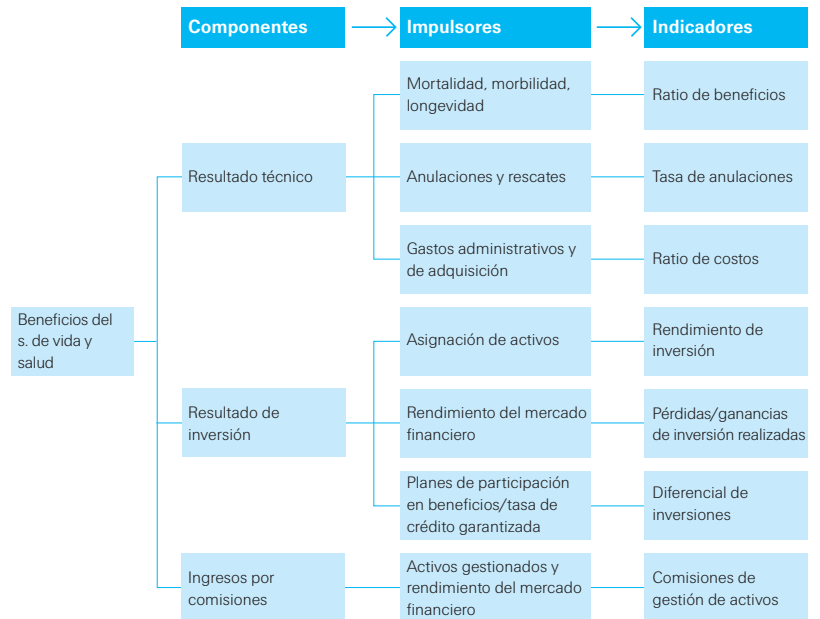 Componentes
Impulsores
Indicadores
Mortalidad, morbilidad,
longevidad
Ratio de beneficios
Resultado técnico
Anulaciones y rescates
Tasa de anulaciones
Gastos administrativos y
de adquisición
Ratio de costos
Beneficios del
s. de vida y
salud
Asignación de activos
Rendimiento de
inversión
Resultado de
inversión
Rendimiento del mercado
financiero
Pérdidas/ganancias
de inversión realizadas
Planes de participación
en beneficios/tasa de
crédito garantizada
Diferencial de
inversiones
Ingresos por
comisiones
Activos gestionados y
rendimiento del mercado
financiero
Comisiones de
gestión de activos